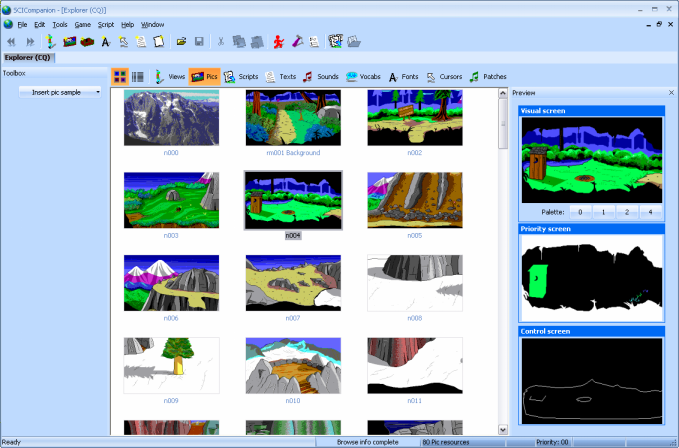 SCICompanion - [Explorer (CQ)]
File Edit Tools Game Script Help Window
Explorer (CQ)
Toolbox
Insert pic sample
Views Pics Scripts Texts Sounds Vocabs Fonts Cursors Patches
n000 rm001 Background n002
n003 n004 n005
n006 n007 n008
n009 n010 n011
Preview
Visual screen
Palette: 0 1 2 4
Priority screen
Control screen
Ready Browse info complete 80 Pic resources Priority: 00